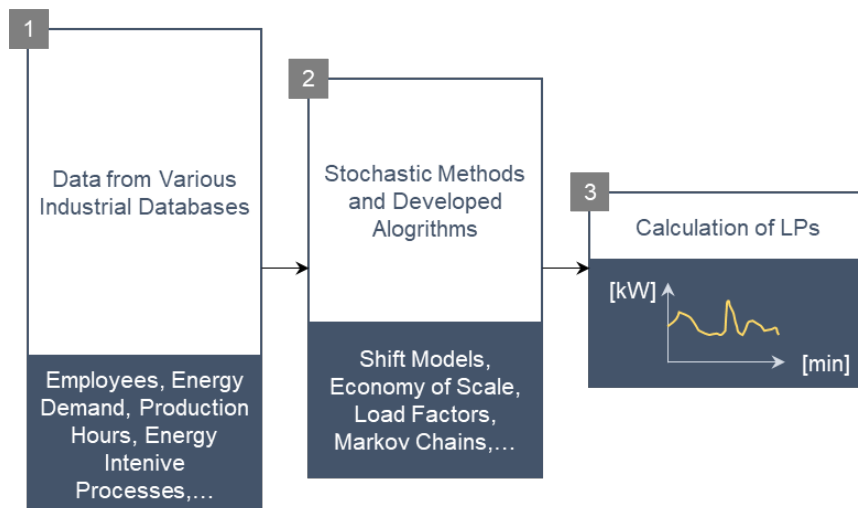 1
Data from Various
Industrial Databases
Employees, Energy
Demand, Production
Hours, Energy
Intenive
Processes,...
2
Stochastic Methods
and Developed
Alogrithms
Shift Models,
Economy of Scale,
Load Factors,
Markov Chains,...
3
Calculation of LPs
[kW]
[min]